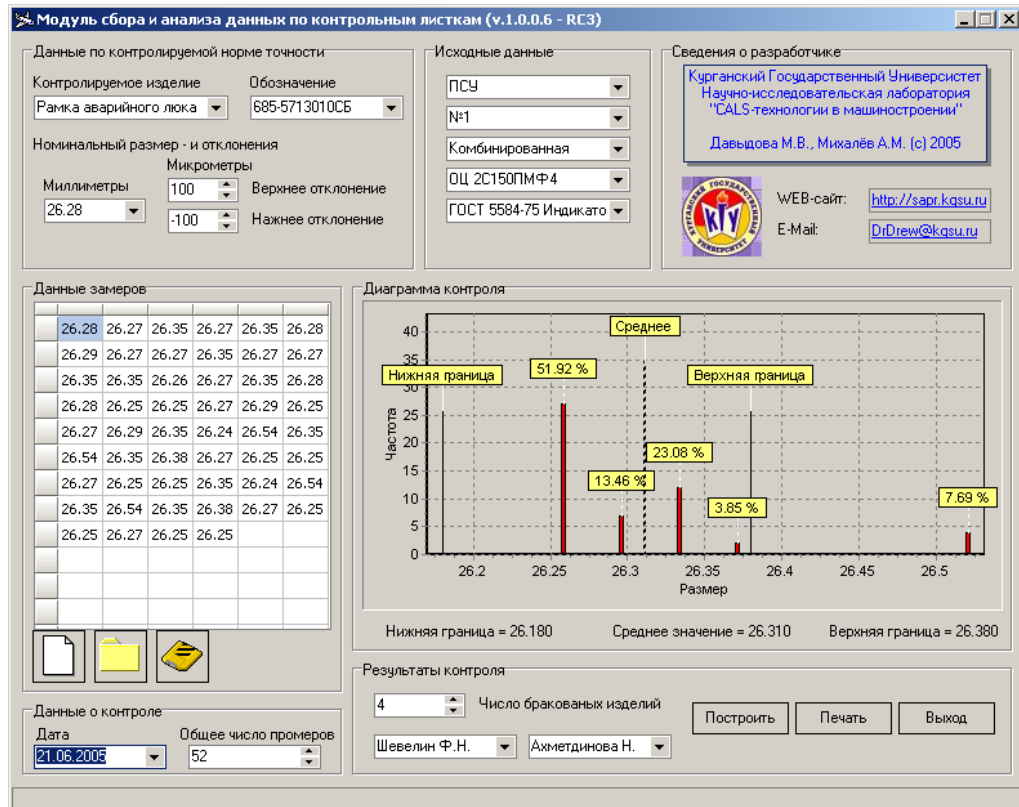 Модуль сбора и анализа данных по контрольным листкам (v.1.0.0.6 - RC3)
Данные по контролируемой норме точности
Контролируемое изделие
Обозначение
Рамка аварийного люка
685-5713010СБ
Номинальный размер - и отклонения
Микрометры
Миллиметры
100
Верхнее отклонение
26.28
-100
Нажнее отклонение
Исходные данные
ПСУ
№1
Комбинированная
ОЦ 2С150ПМФ4
ГОСТ 5584-75 Индикато
Сведения о разработчике
Курганский Государственный Универсистет
Научно-исследовательская лаборатория
"CALS-технологии в машиностроении"
Давыдова М.В., Михалёв А.М. (c) 2005
КУРГАНСКИЙ ГОСУДАРСТВЕННЫЙ УНИВЕРСИТЕТ
КГУ
WEB-сайт:
http://sapr.kgsu.ru
E-Mail:
DrDrew@kgsu.ru
Данные замеров
26.28 26.27 26.35 26.27 26.35 26.28
26.29 26.27 26.27 26.35 26.27 26.27
26.35 26.35 26.26 26.27 26.35 26.28
26.28 26.25 26.25 26.27 26.29 26.25
26.27 26.29 26.35 26.24 26.54 26.35
26.54 26.35 26.38 26.27 26.25 26.25
26.27 26.25 26.25 26.35 26.24 26.54
26.35 26.54 26.35 26.38 26.27 26.25
26.25 26.27 26.25 26.25
Диаграмма контроля
Частота
40
35
30
25
20
15
10
5
0
Среднее
Нижняя граница
51.92 %
Верхняя граница
23.08 %
13.46 %
3.85 %
7.69 %
26.2 26.25 26.3 26.35 26.4 26.45 26.5
Размер
Нижняя граница = 26.180
Среднее значение = 26.310
Верхняя граница = 26.380
Данные о контроле
Дата
Общее число промеров
21.06.2005
52
Результаты контроля
4
Число бракованых изделий
Шевелин Ф.Н.
Ахметдинова Н.
Построить
Печать
Выход